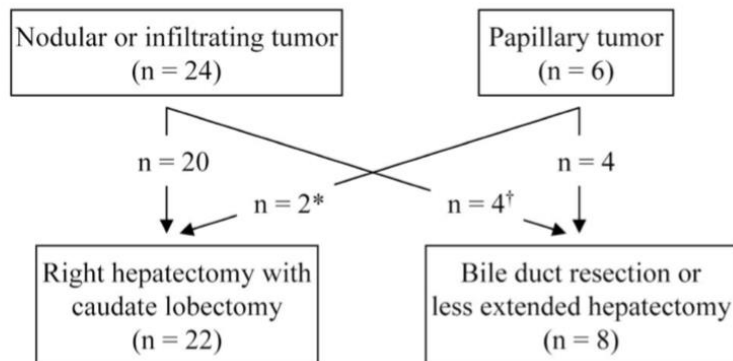 Nodular or infiltrating tumor
(n = 24)
Papillary tumor
(n = 6)
n = 20
n = 4
n = 2*
n = 4†
Right hepatectomy with
caudate lobectomy
(n = 22)
Bile duct resection or
less extended hepatectomy
(n = 8)